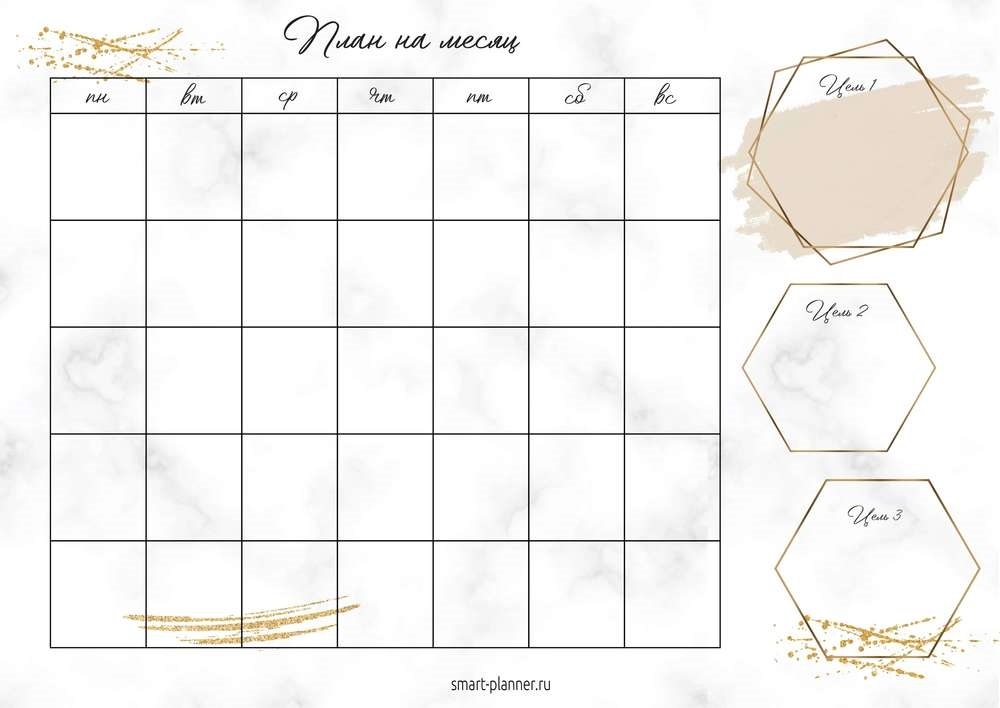 План на месяц
пн вт ср чт пт сб вс
Цель 1
Цель 2
Цель 3
smart-planner.ru